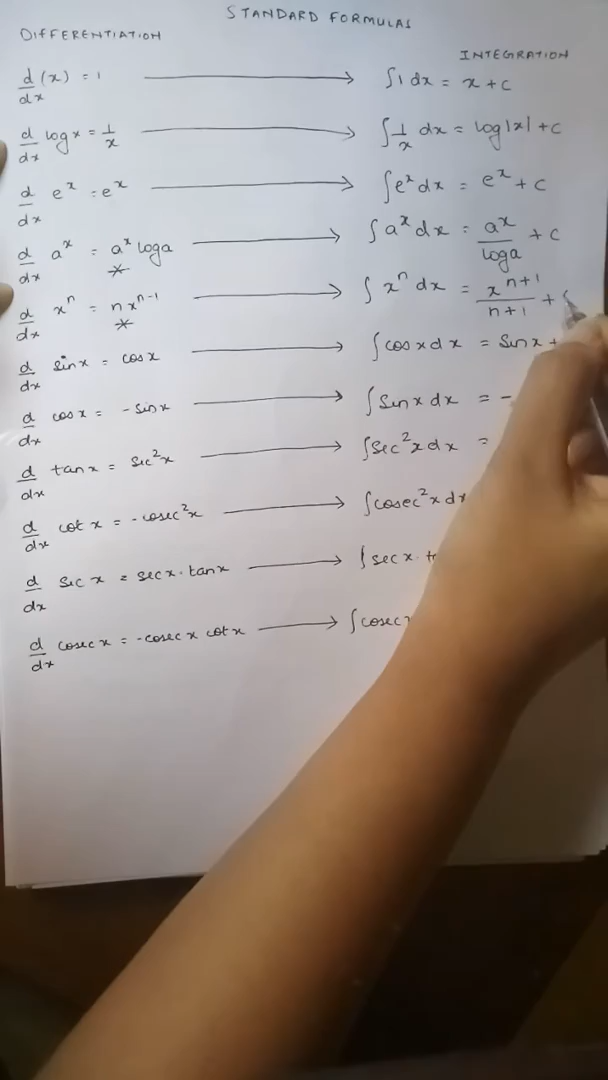 STANDARD FORMULAS
DIFFERENTIATION
INTEGRATION
d/dx (x) = 1 → ∫1 dx = x + c
d/dx log x = 1/x → ∫1/x dx = log|x| + c
d/dx e^x = e^x → ∫e^x dx = e^x + c
d/dx a^x = a^x log a → ∫a^x dx = a^x/log a + c
*
d/dx x^n = n x^(n-1) → ∫x^n dx = x^(n+1)/(n+1) +
*
d/dx sin x = cos x → ∫cos x dx = sin x +
d/dx cos x = - sin x → ∫sin x dx = -
d/dx tan x = sec²x → ∫sec²x dx =
d/dx cot x = - cosec²x → ∫cosec²x dx
d/dx sec x = sec x · tan x → ∫sec x ·
d/dx cosec x = - cosec x cot x → ∫cosec